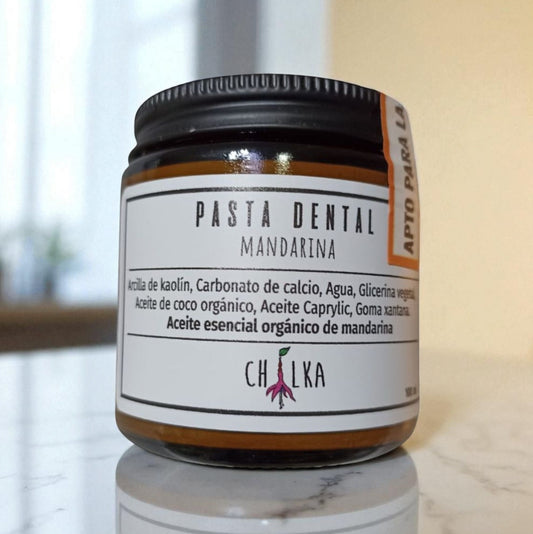 PASTA DENTAL
MANDARINA
Arcilla de kaolín, Carbonato de calcio, Agua, Glicerina vegetal,
Aceite de coco orgánico, Aceite Caprylic, Goma xantana.
Aceite esencial orgánico de mandarina
CHILKA
100
APTO PARA LA